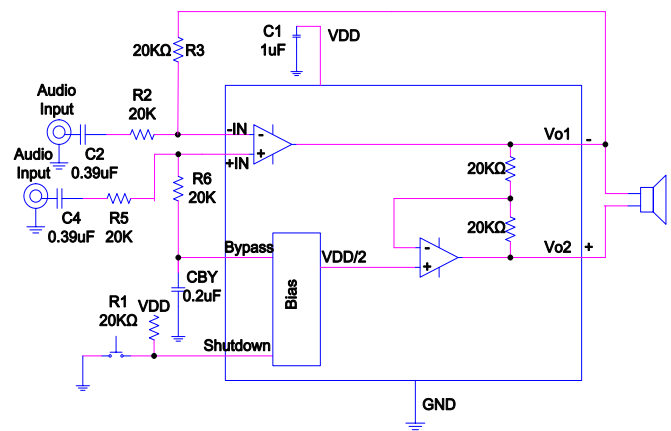 C1
1uF
VDD
20KΩ R3
Audio
Input
R2
20K
-IN
-
Vo1 -
Audio
Input
C2
0.39uF
+
+IN
20KΩ
R6
20K
C4
0.39uF
R5
20K
20KΩ
Bypass
VDD/2
-
+
Vo2 +
CBY
0.2uF
Bias
R1
20KΩ
VDD
Shutdown
GND